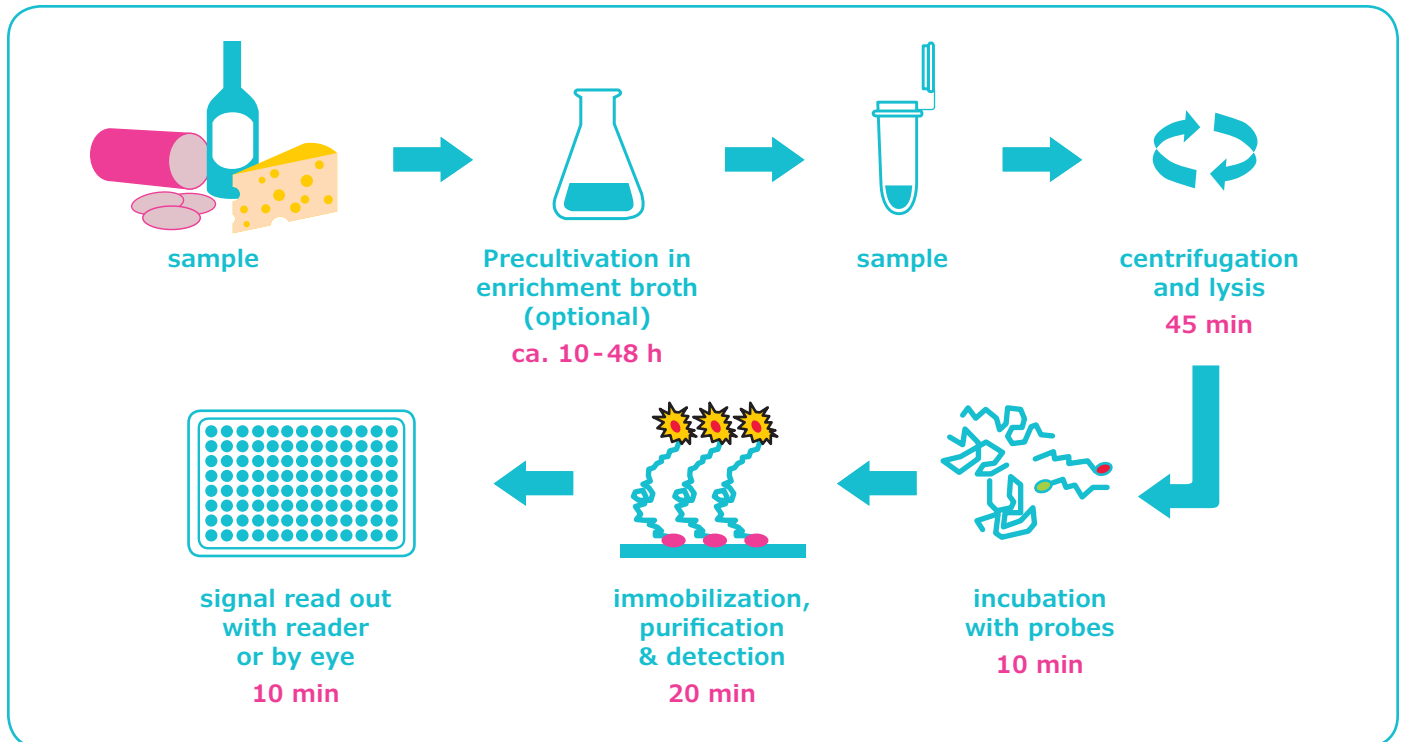 sample
Precultivation in
enrichment broth
(optional)
ca. 10-48 h
sample
centrifugation
and lysis
45 min
incubation
with probes
10 min
immobilization,
purification
& detection
20 min
signal read out
with reader
or by eye
10 min